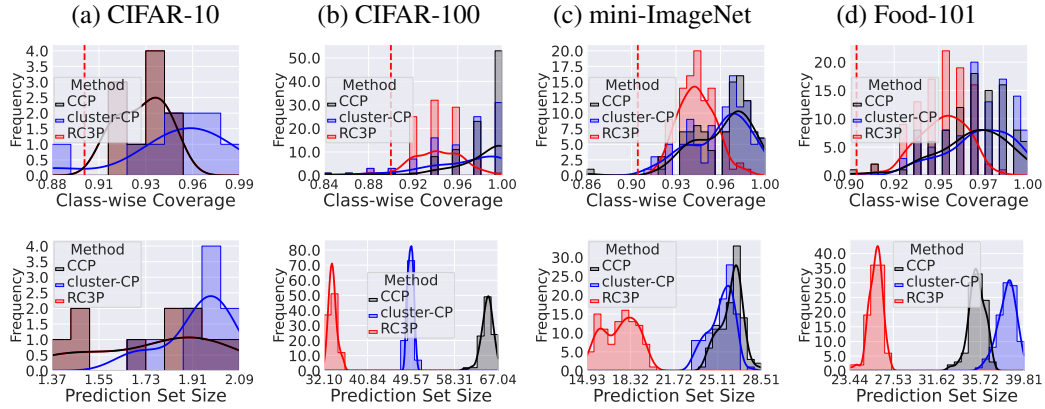 (a) CIFAR-10
(b) CIFAR-100
(c) mini-ImageNet
(d) Food-101
Frequency
4.0
3.5
3.0
2.5
2.0
1.5
1.0
0.5
0.0
Method
CCP
cluster-CP
RC3P
0.88 0.91 0.93 0.96 0.99
Class-wise Coverage
Frequency
50.0
40.0
30.0
20.0
10.0
0.0
Method
CCP
cluster-CP
RC3P
0.84 0.88 0.92 0.96 1.00
Class-wise Coverage
Frequency
20.0
17.5
15.0
12.5
10.0
7.5
5.0
2.5
0.0
Method
CCP
cluster-CP
RC3P
0.86 0.90 0.93 0.96 1.00
Class-wise Coverage
Frequency
20.0
15.0
10.0
5.0
0.0
Method
CCP
cluster-CP
RC3P
0.90 0.92 0.95 0.97 1.00
Class-wise Coverage
Frequency
4.0
3.5
3.0
2.5
2.0
1.5
1.0
0.5
0.0
Method
CCP
cluster-CP
RC3P
1.37 1.55 1.73 1.91 2.09
Prediction Set Size
Frequency
80.0
70.0
60.0
50.0
40.0
30.0
20.0
10.0
0.0
Method
CCP
cluster-CP
RC3P
32.10 40.84 49.57 58.31 67.04
Prediction Set Size
Frequency
30.0
25.0
20.0
15.0
10.0
5.0
0.0
Method
CCP
cluster-CP
RC3P
14.93 18.32 21.72 25.11 28.51
Prediction Set Size
Frequency
40.0
35.0
30.0
25.0
20.0
15.0
10.0
5.0
0.0
Method
CCP
cluster-CP
RC3P
23.44 27.53 31.62 35.72 39.81
Prediction Set Size